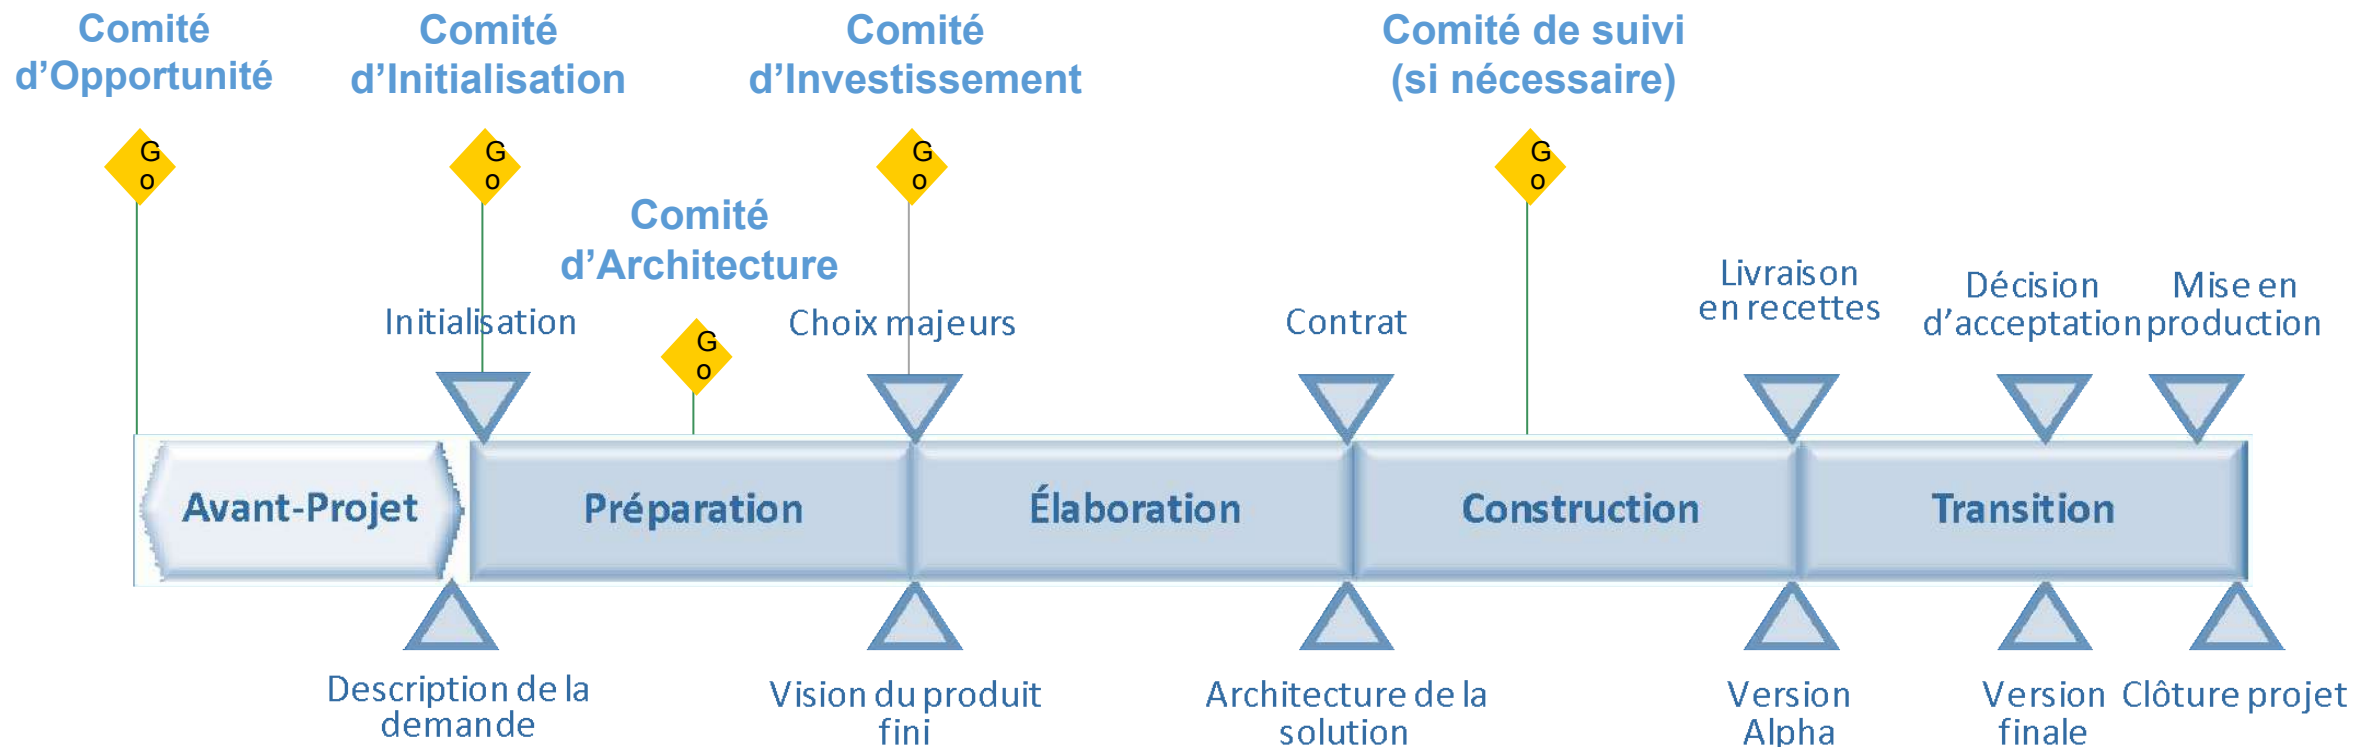 Comité
d’Opportunité
Comité
d’Initialisation
Comité
d’Investissement
Comité de suivi
(si nécessaire)
G
o
G
o
G
o
G
o
Comité
d’Architecture
G
o
Initialisation
Choix majeurs
Contrat
Livraison
en recettes
Décision
d’acceptation
Mise en
production
Avant-Projet
Préparation
Élaboration
Construction
Transition
Description de la
demande
Vision du produit
fini
Architecture de la
solution
Version
Alpha
Version
finale
Clôture projet